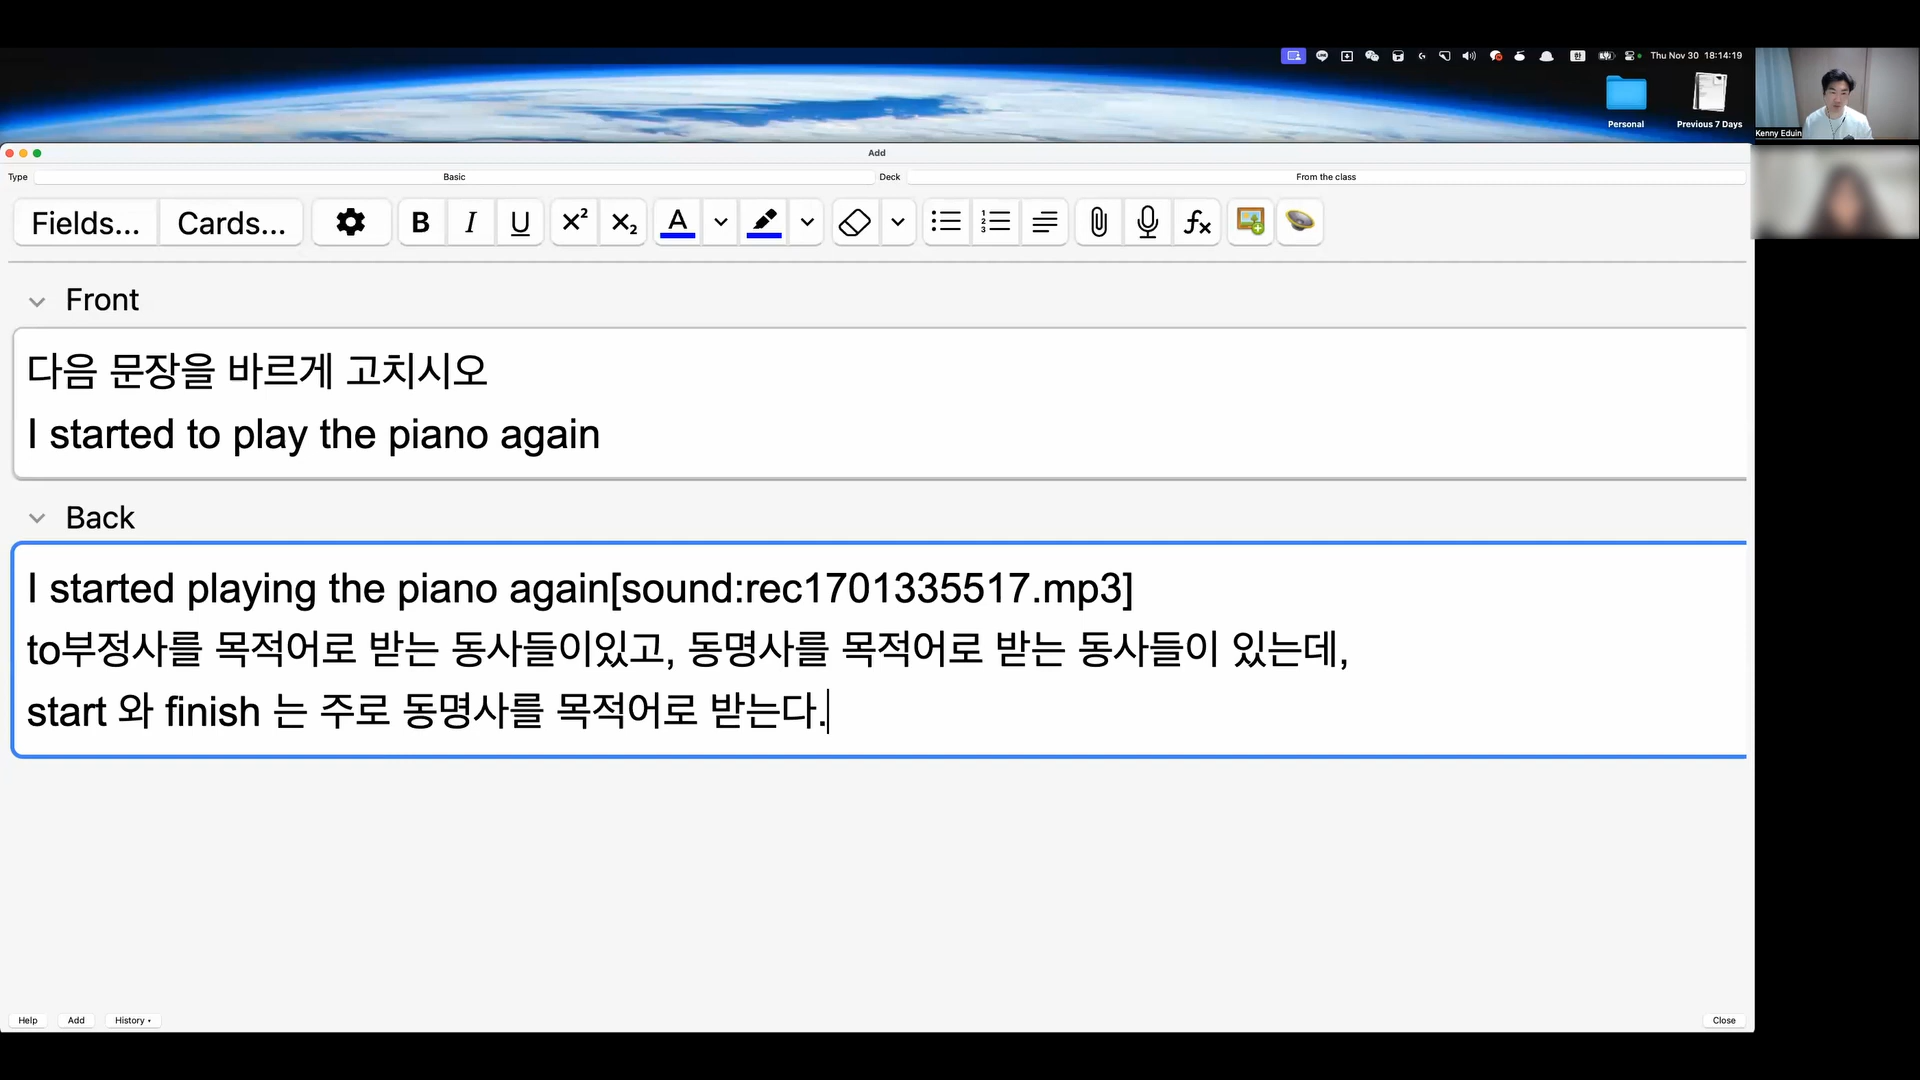 Thu Nov 30 18:14:19
Personal
Previous 7 Days
Kenny Eduin
Add
Type
Basic
Deck
From the class
Fields...
Cards...
Front
다음 문장을 바르게 고치시오
I started to play the piano again
Back
I started playing the piano again[sound:rec1701335517.mp3]
to부정사를 목적어로 받는 동사들이있고, 동명사를 목적어로 받는 동사들이 있는데,
start 와 finish 는 주로 동명사를 목적어로 받는다.
Help
Add
History
Close